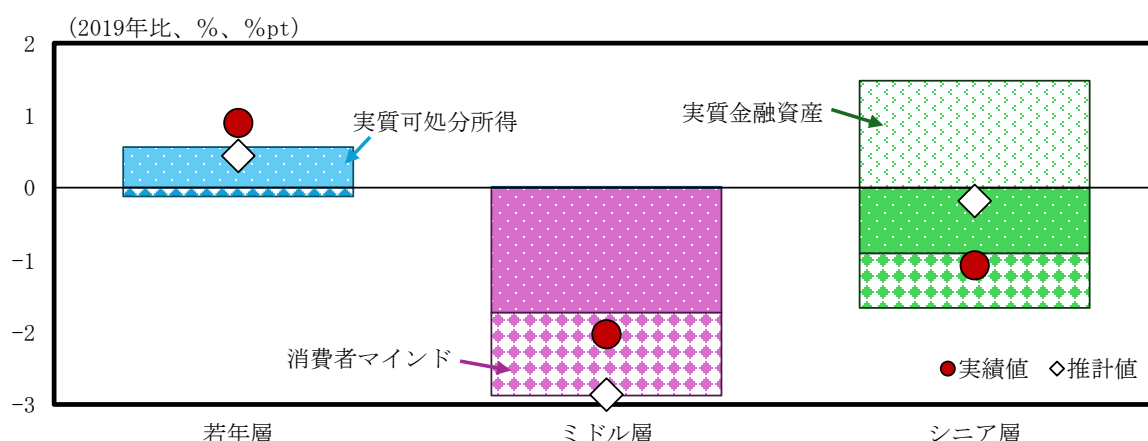 （2019年比、％、％pt）
2
1
0
-1
-2
-3
実質可処分所得
実質金融資産
消費者マインド
実績値 推計値
若年層 ミドル層 シニア層